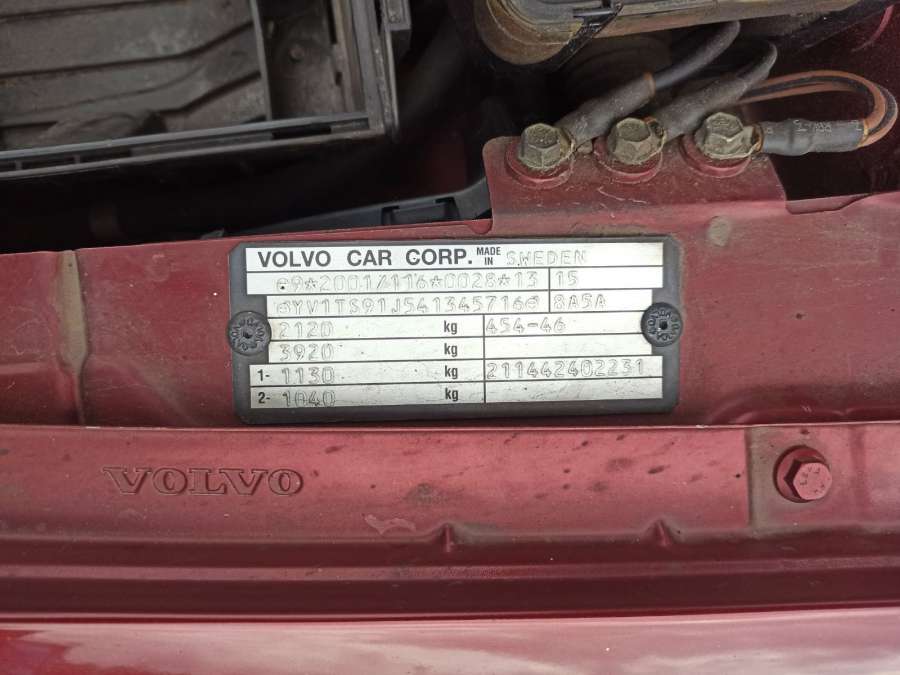 VOLVO CAR CORP. MADE IN SWEDEN
e9*2001/116*0028*13 15
@YV1TS91J541345716@ 8A5A
2120 kg 454-46
3920 kg
1- 1130 kg 211442402231
2- 1040 kg
VOLVO